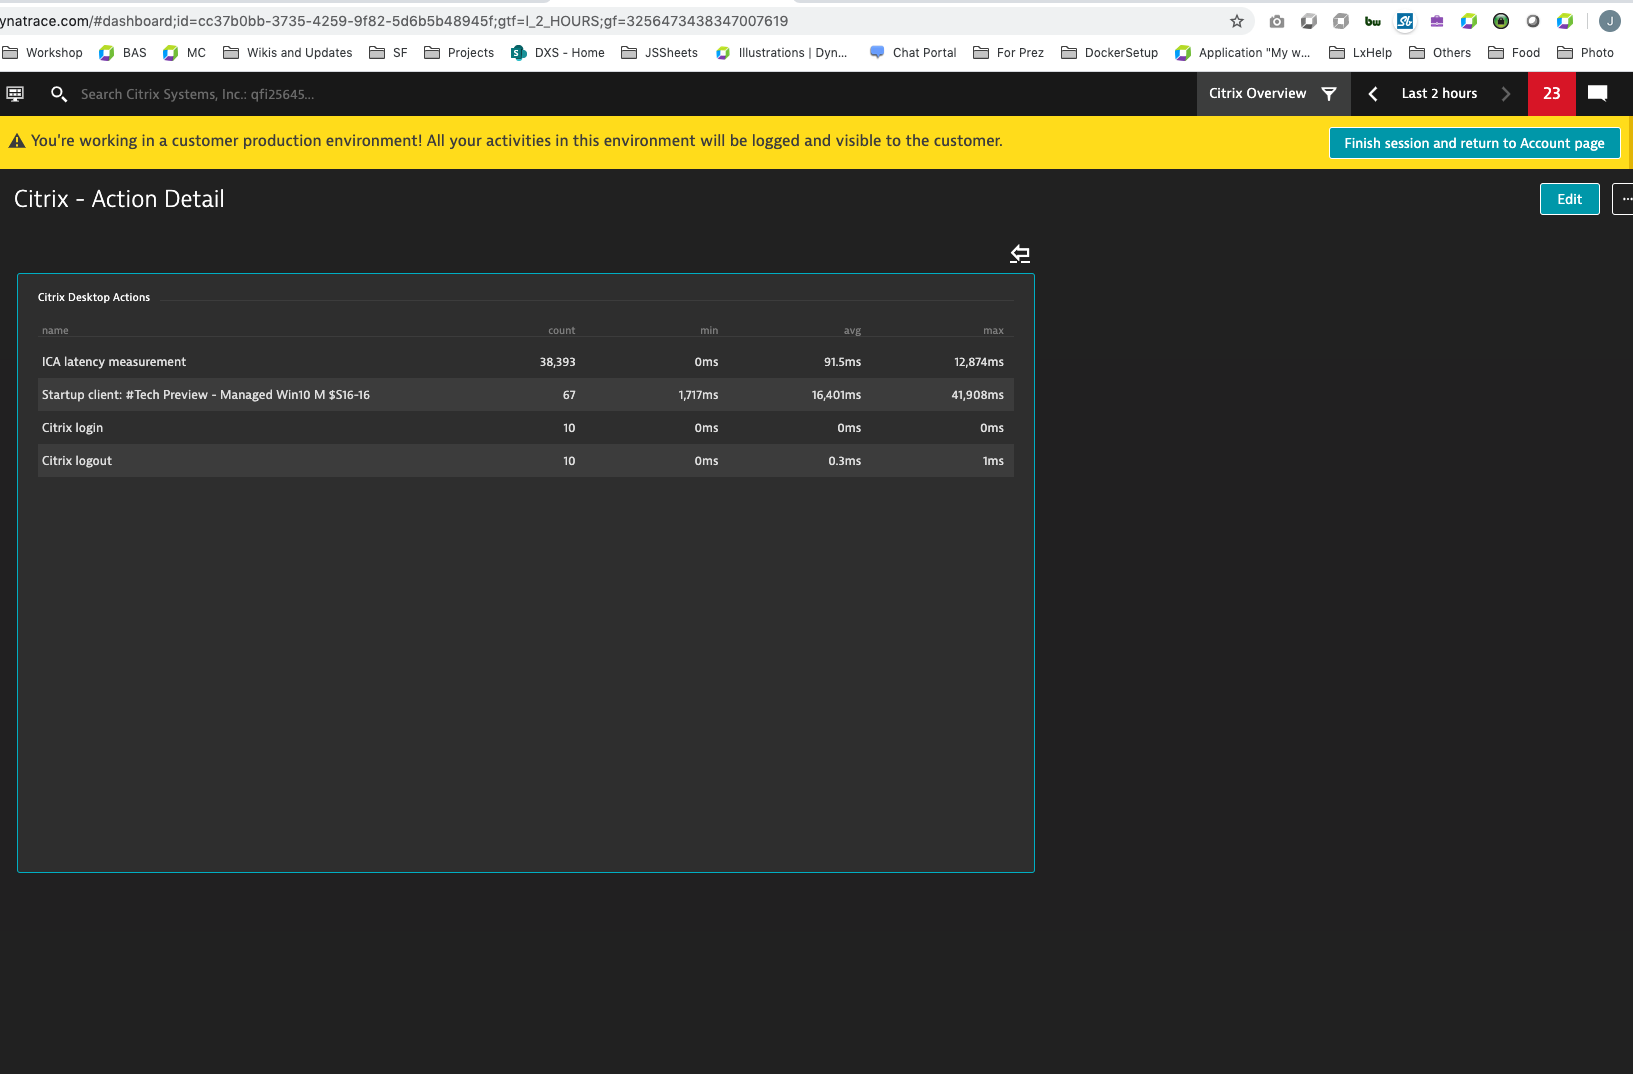 ynatrace.com/#dashboard;id=cc37b0bb-3735-4259-9f82-5d6b5b48945f;gtf=l_2_HOURS;gf=3256473438347007619
bw Sb J
Workshop BAS MC Wikis and Updates SF Projects S DXS - Home JSSheets Illustrations | Dyn... Chat Portal For Prez DockerSetup Application "My w... LxHelp Others Food Photo
Search Citrix Systems, Inc.: qfi25645... Citrix Overview Last 2 hours 23
You're working in a customer production environment! All your activities in this environment will be logged and visible to the customer. Finish session and return to Account page
Citrix - Action Detail Edit ...
Citrix Desktop Actions
name count min avg max
ICA latency measurement 38,393 0ms 91.5ms 12,874ms
Startup client: #Tech Preview - Managed Win10 M $S16-16 67 1,717ms 16,401ms 41,908ms
Citrix login 10 0ms 0ms 0ms
Citrix logout 10 0ms 0.3ms 1ms